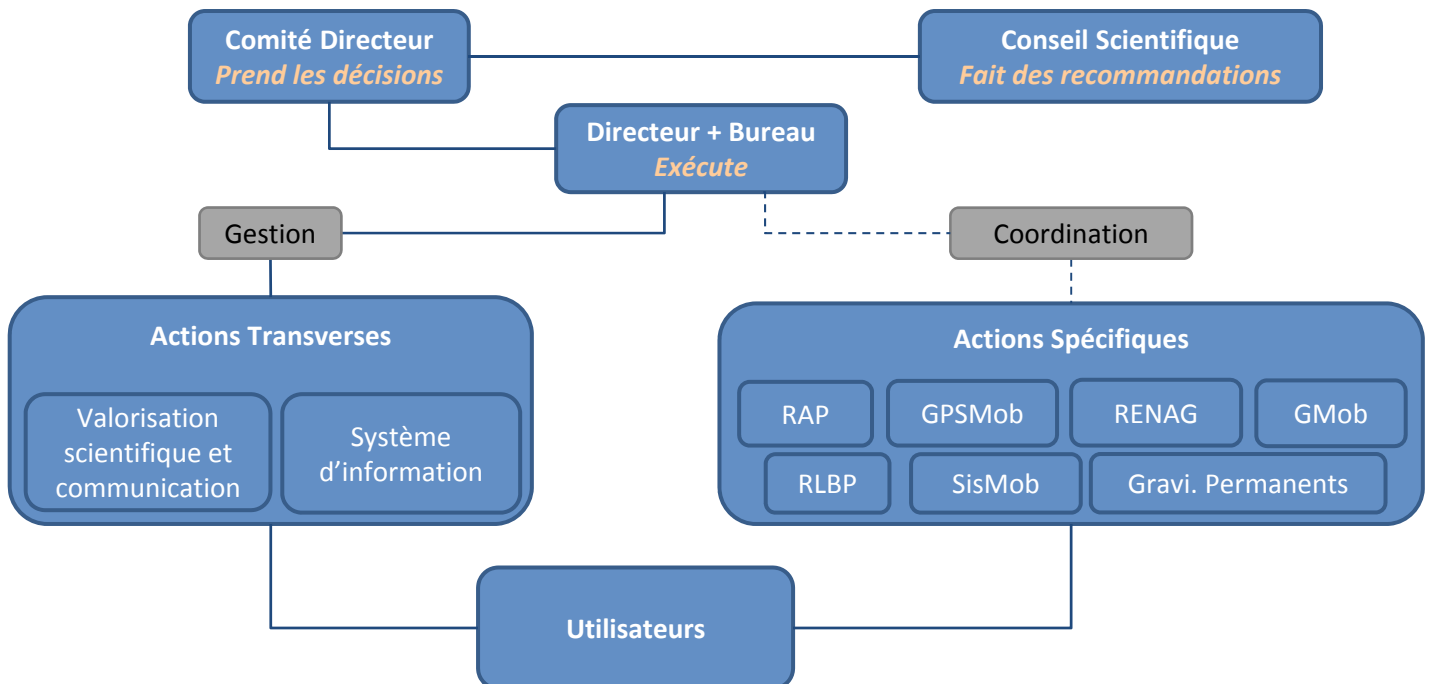 Comité Directeur
Prend les décisions
Conseil Scientifique
Fait des recommandations
Directeur + Bureau
Exécute
Gestion
Coordination
Actions Transverses
Valorisation
scientifique et
communication
Système
d’information
Actions Spécifiques
RAP
GPSMob
RENAG
GMob
RLBP
SisMob
Gravi. Permanents
Utilisateurs